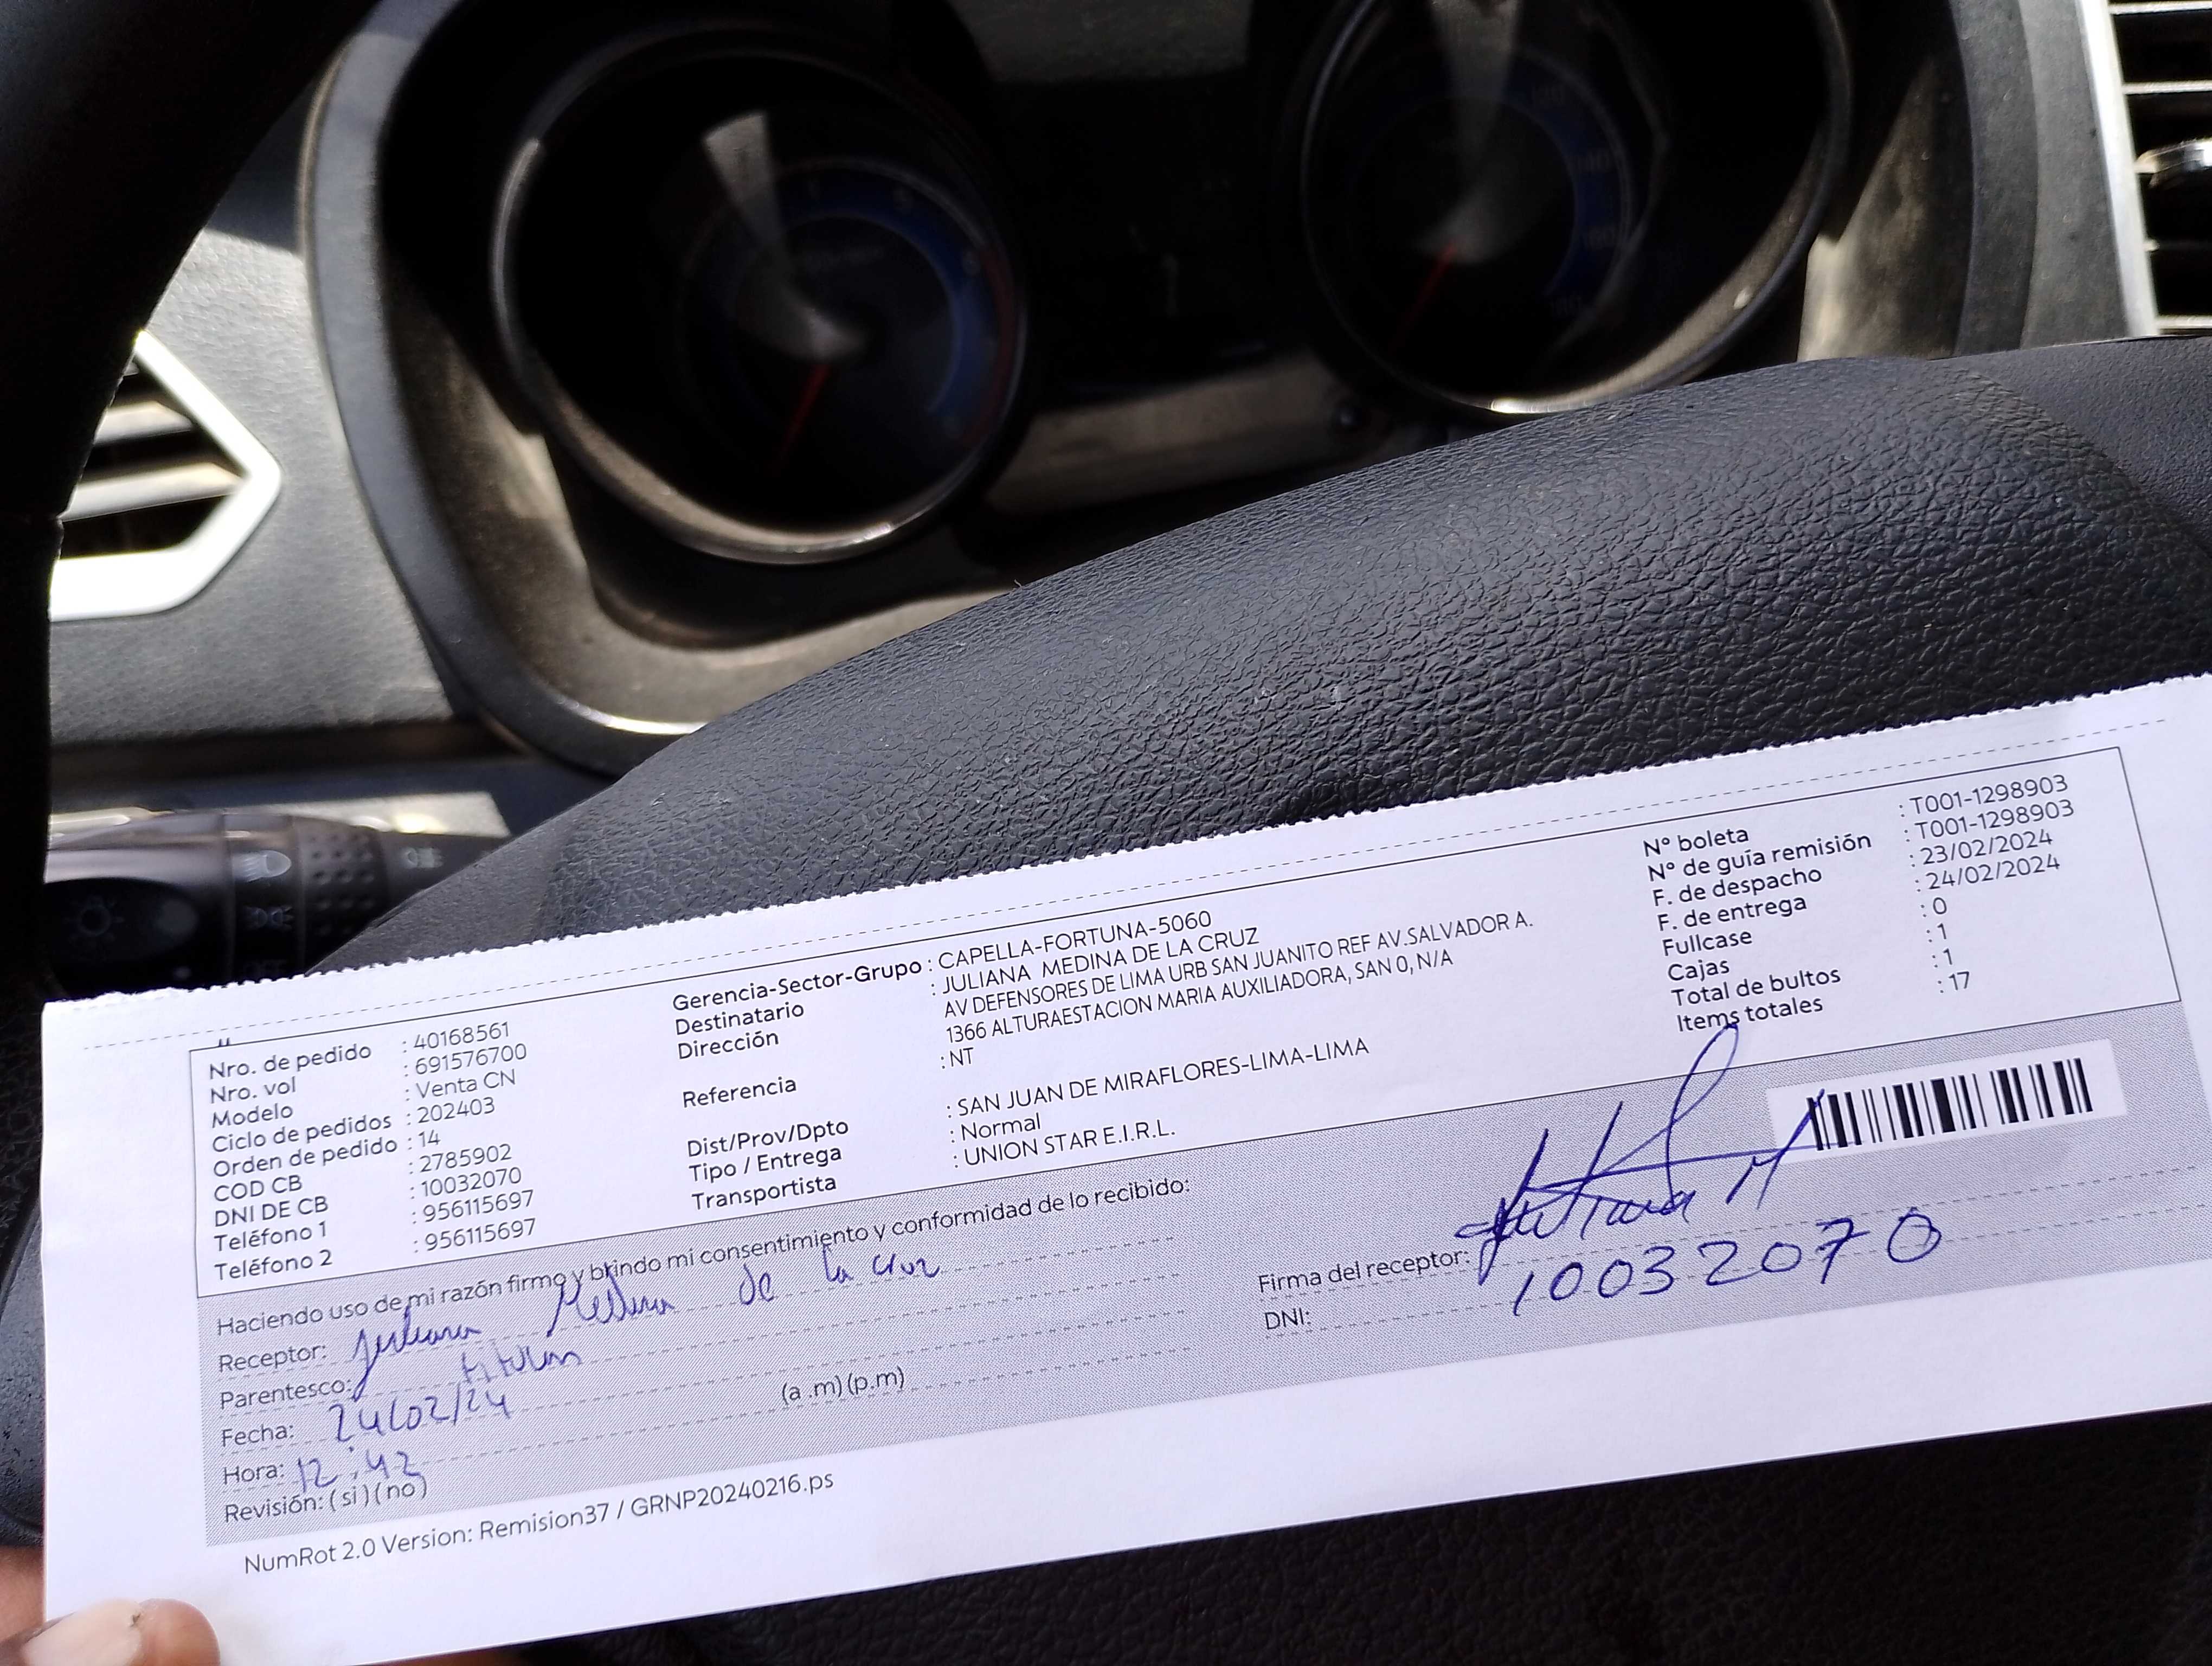 Nro. de pedido : 40168561
Nro. vol : 691576700
Modelo : Venta CN
Ciclo de pedidos : 202403
Orden de pedido : 14
COD CB : 2785902
DNI DE CB : 10032070
Teléfono 1 : 956115697
Teléfono 2 : 956115697
Gerencia-Sector-Grupo : CAPELLA-FORTUNA-5060
Destinatario : JULIANA MEDINA DE LA CRUZ
Dirección AV DEFENSORES DE LIMA URB SAN JUANITO REF AV.SALVADOR A.
1366 ALTURAESTACION MARIA AUXILIADORA, SAN 0, N/A
Referencia : NT
Dist/Prov/Dpto : SAN JUAN DE MIRAFLORES-LIMA-LIMA
Tipo / Entrega : Normal
Transportista : UNION STAR E.I.R.L.
N° boleta : T001-1298903
N° de guía remisión : T001-1298903
F. de despacho : 23/02/2024
F. de entrega : 24/02/2024
Fullcase : 0
Cajas : 1
Total de bultos : 1
Items totales : 17
Haciendo uso de mi razón firmo y brindo mi consentimiento y conformidad de lo recibido:
Receptor: Juliana Medina de la cruz
Parentesco: titular
Fecha: 24/02/24
Hora: 12:42 (a .m) (p.m)
Revisión: ( si ) ( no )
Firma del receptor:
DNI: 10032070
NumRot 2.0 Version: Remision37 / GRNP20240216.ps